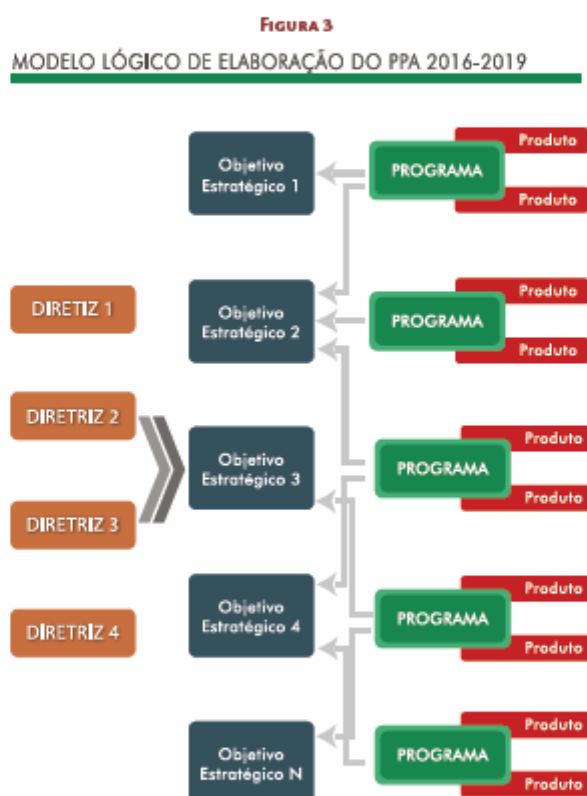 FIGURA 3
MODELO LÓGICO DE ELABORAÇÃO DO PPA 2016-2019
Produto
Objetivo
Estratégico 1
PROGRAMA
Produto
DIRETIZ 1
Objetivo
Estratégico 2
Produto
PROGRAMA
Produto
DIRETRIZ 2
Objetivo
Estratégico 3
Produto
PROGRAMA
Produto
DIRETRIZ 3
Objetivo
Estratégico 4
Produto
PROGRAMA
Produto
DIRETRIZ 4
Objetivo
Estratégico N
Produto
PROGRAMA
Produto